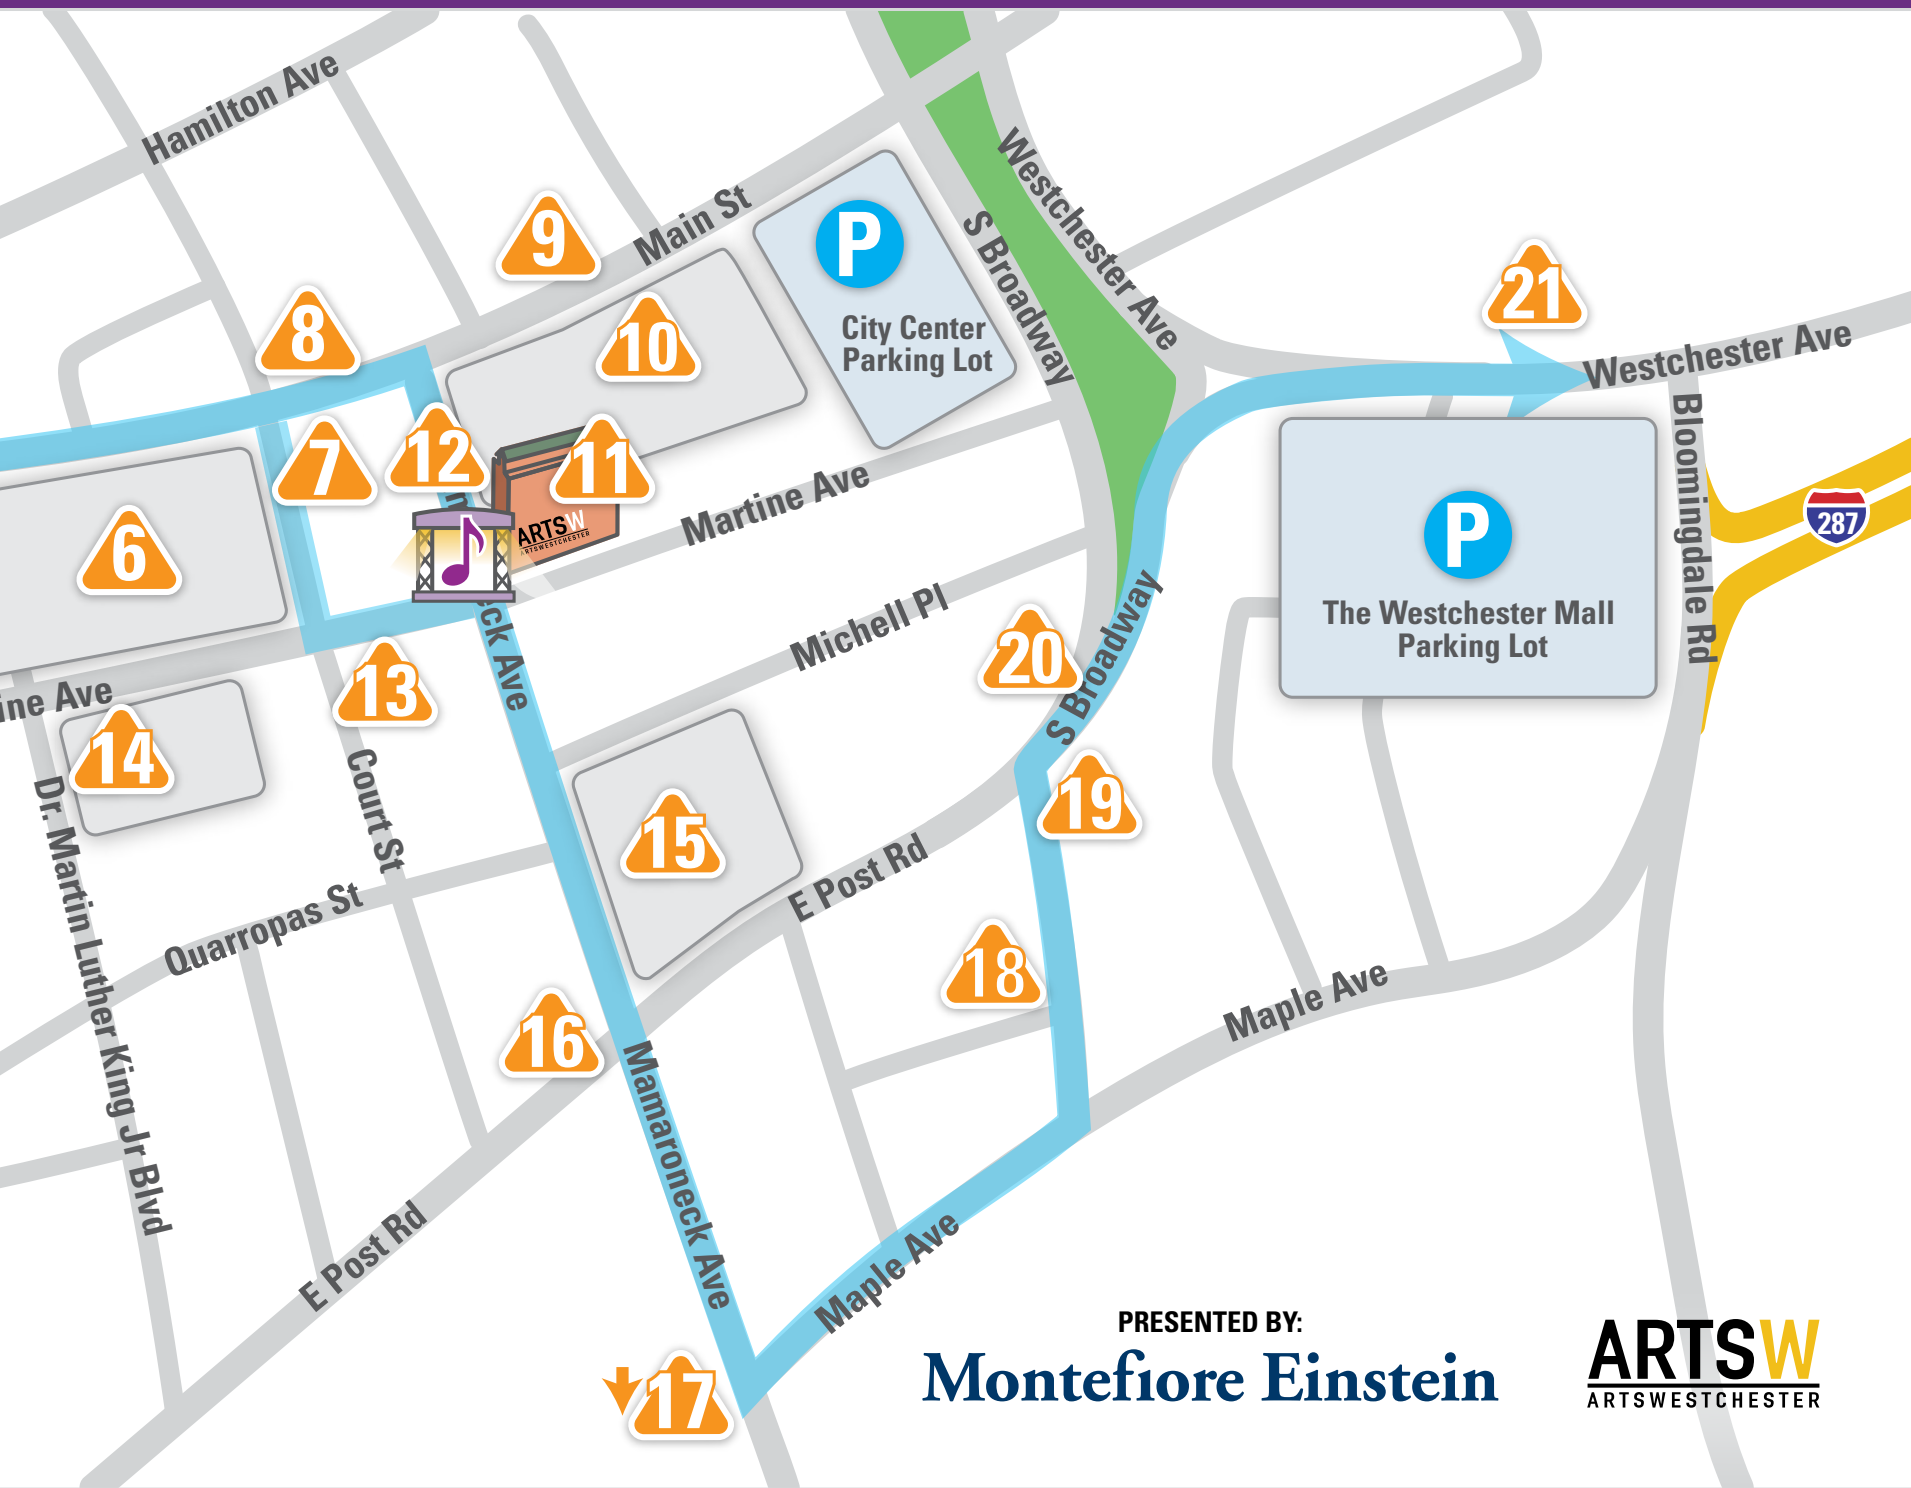 Hamilton Ave
9
Main St
P
City Center
Parking Lot
S Broadway
Westchester Ave
21
Westchester Ave
8
10
7
12
11
ARTSW
ARTSWESTCHESTER
Martine Ave
6
P
The Westchester Mall
Parking Lot
Bloomingdale Rd
287
Michell Pl
20
S Broadway
eck Ave
13
ine Ave
14
Court St
15
19
E Post Rd
Dr. Martin Luther King Jr Blvd
Quarropas St
18
16
Maple Ave
Mamaroneck Ave
E Post Rd
Maple Ave
17
PRESENTED BY:
Montefiore Einstein
ARTSW
ARTSWESTCHESTER